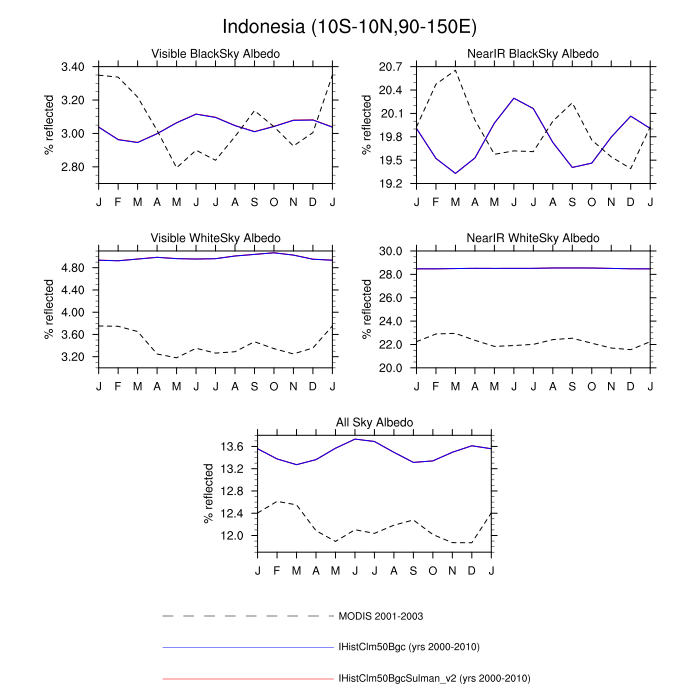 Indonesia (10S-10N,90-150E)
Visible BlackSky Albedo
% reflected
3.40
3.20
3.00
2.80
J F M A M J J A S O N D J
NearIR BlackSky Albedo
% reflected
20.7
20.4
20.1
19.8
19.5
19.2
J F M A M J J A S O N D J
Visible WhiteSky Albedo
% reflected
4.80
4.40
4.00
3.60
3.20
J F M A M J J A S O N D J
NearIR WhiteSky Albedo
% reflected
30.0
28.0
26.0
24.0
22.0
20.0
J F M A M J J A S O N D J
All Sky Albedo
% reflected
13.6
13.2
12.8
12.4
12.0
J F M A M J J A S O N D J
MODIS 2001-2003
IHistClm50Bgc (yrs 2000-2010)
IHistClm50BgcSulman_v2 (yrs 2000-2010)